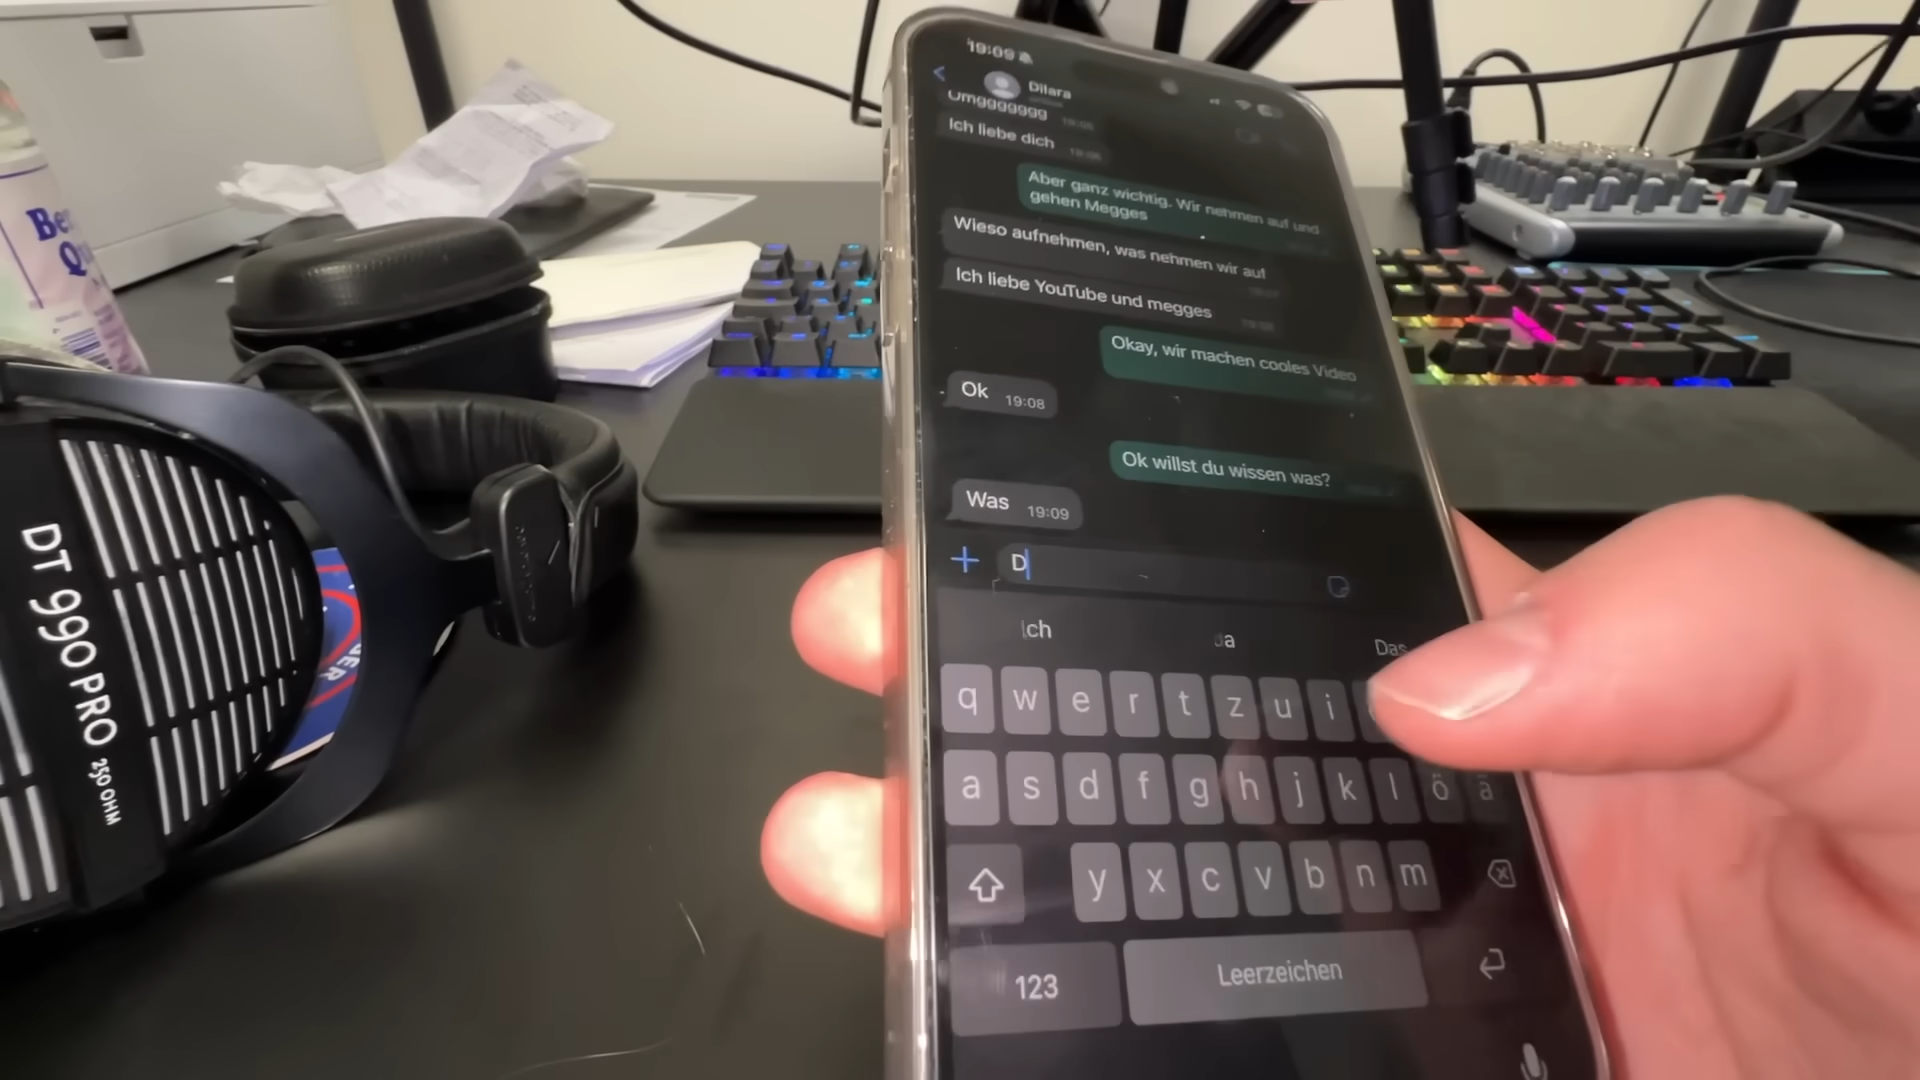 19:09
Dilara
Omggggggg
Ich liebe dich
Aber ganz wichtig. Wir nehmen auf und
gehen Megges
Wieso aufnehmen, was nehmen wir auf
Ich liebe YouTube und megges
Okay, wir machen cooles Video
Ok 19:08
Ok willst du wissen was?
Was 19:09
D
Ich
Da
Das
q w e r t z u i
a s d f g h j k l ö ä
y x c v b n m
123
Leerzeichen
DT 990 PRO 250 OHM